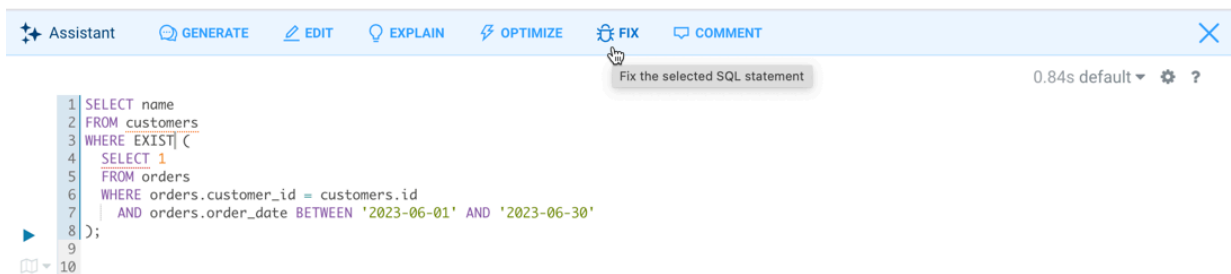 Assistant GENERATE EDIT EXPLAIN OPTIMIZE FIX COMMENT
Fix the selected SQL statement
0.84s default ?
1 SELECT name
2 FROM customers
3 WHERE EXIST (
4 SELECT 1
5 FROM orders
6 WHERE orders.customer_id = customers.id
7 AND orders.order_date BETWEEN '2023-06-01' AND '2023-06-30'
8 );
9
10